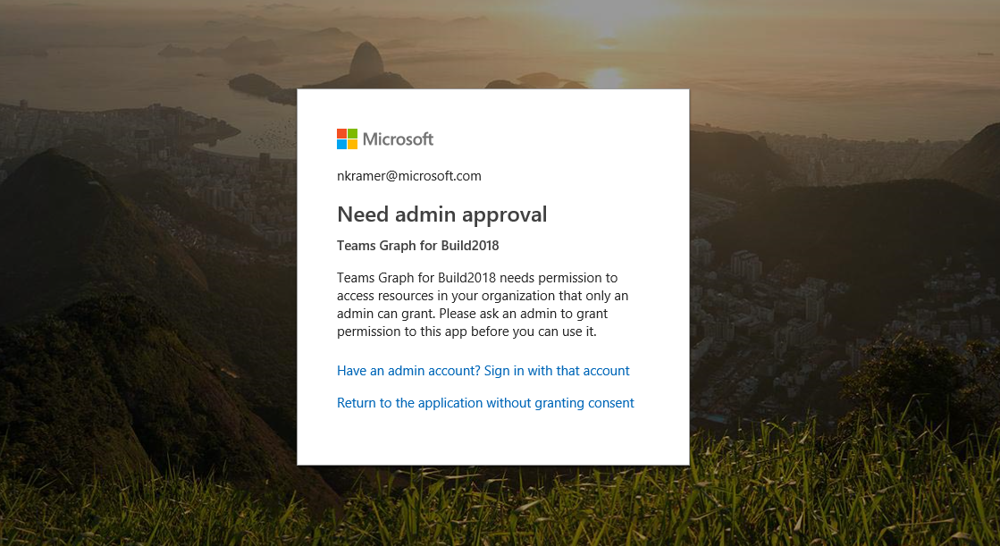 Microsoft
nkramer@microsoft.com
Need admin approval
Teams Graph for Build2018
Teams Graph for Build2018 needs permission to
access resources in your organization that only an
admin can grant. Please ask an admin to grant
permission to this app before you can use it.
Have an admin account? Sign in with that account
Return to the application without granting consent